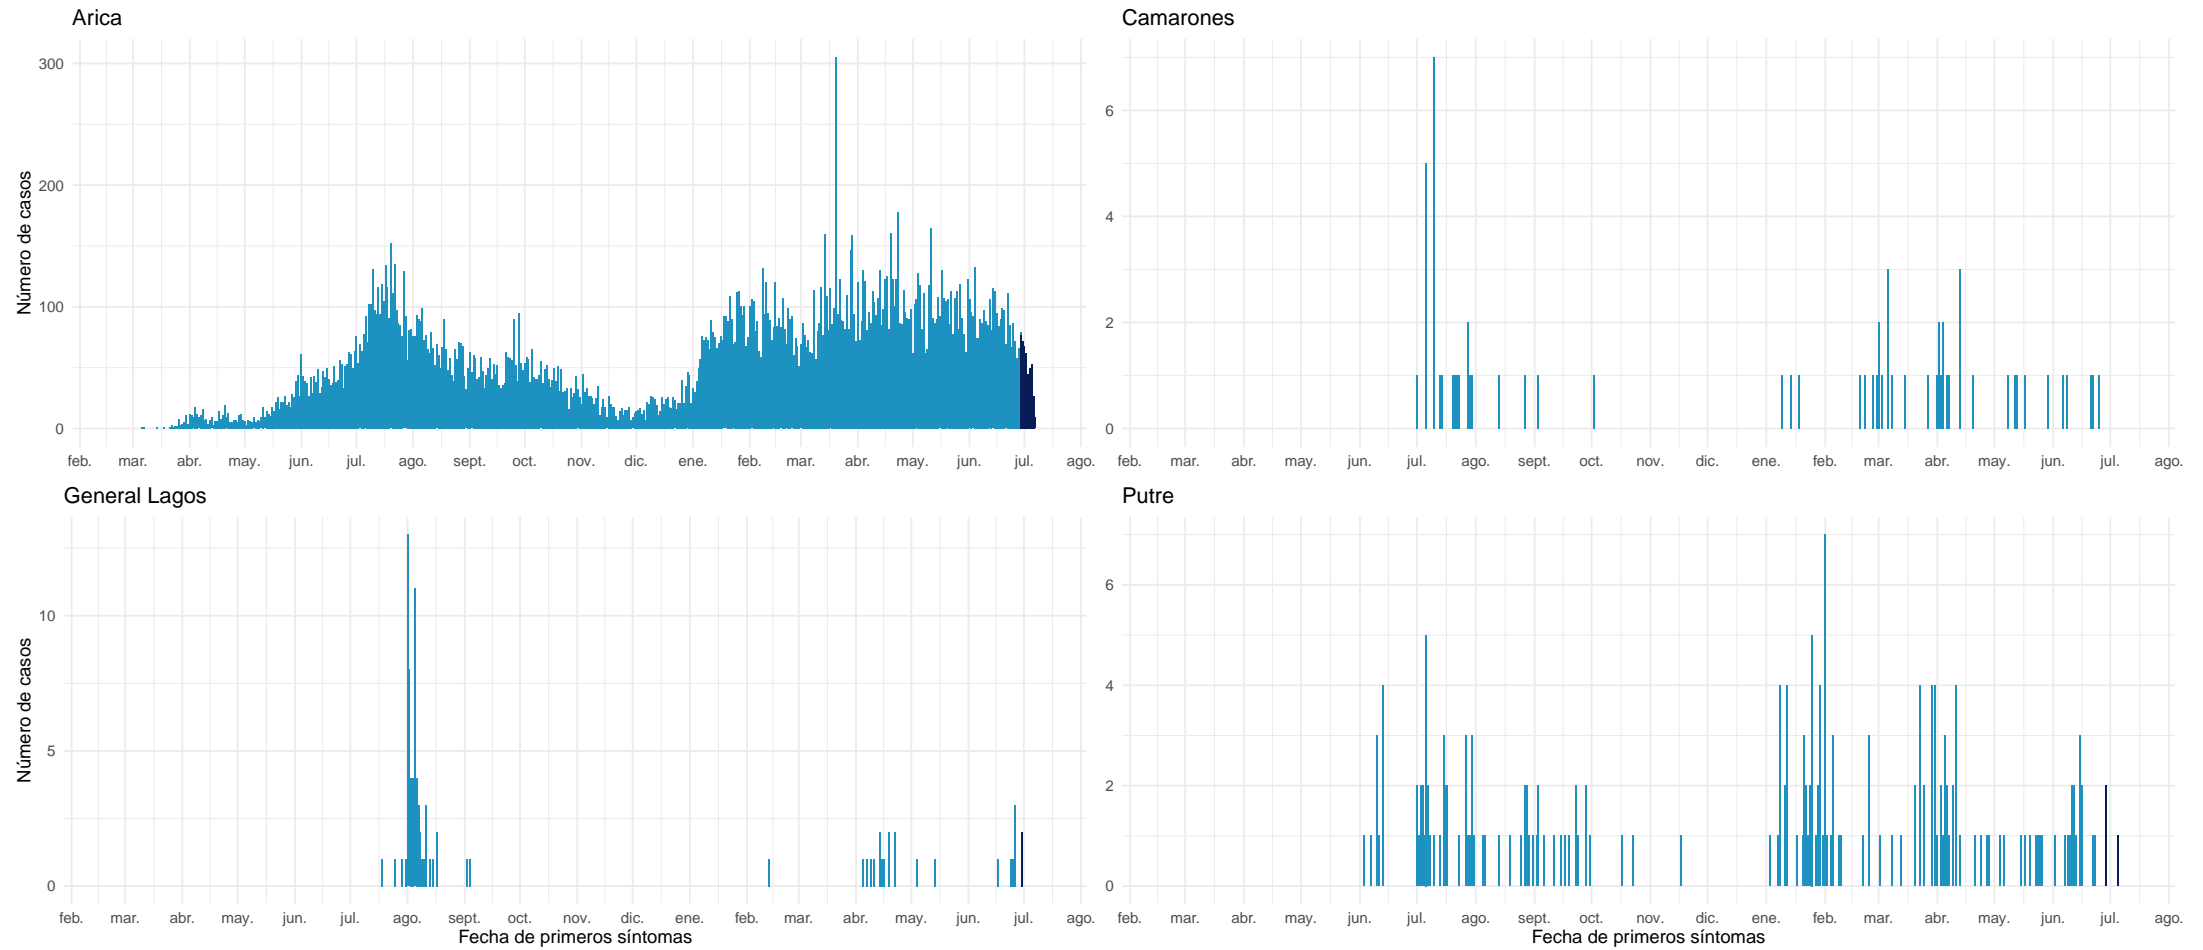 Arica
Camarones
Número de casos
300
200
100
0
6
4
2
0
feb. mar. abr. may. jun. jul. ago. sept. oct. nov. dic. ene. feb. mar. abr. may. jun. jul. ago.
feb. mar. abr. may. jun. jul. ago. sept. oct. nov. dic. ene. feb. mar. abr. may. jun. jul. ago.
General Lagos
Putre
Número de casos
10
5
0
6
4
2
0
feb. mar. abr. may. jun. jul. ago. sept. oct. nov. dic. ene. feb. mar. abr. may. jun. jul. ago.
feb. mar. abr. may. jun. jul. ago. sept. oct. nov. dic. ene. feb. mar. abr. may. jun. jul. ago.
Fecha de primeros síntomas
Fecha de primeros síntomas